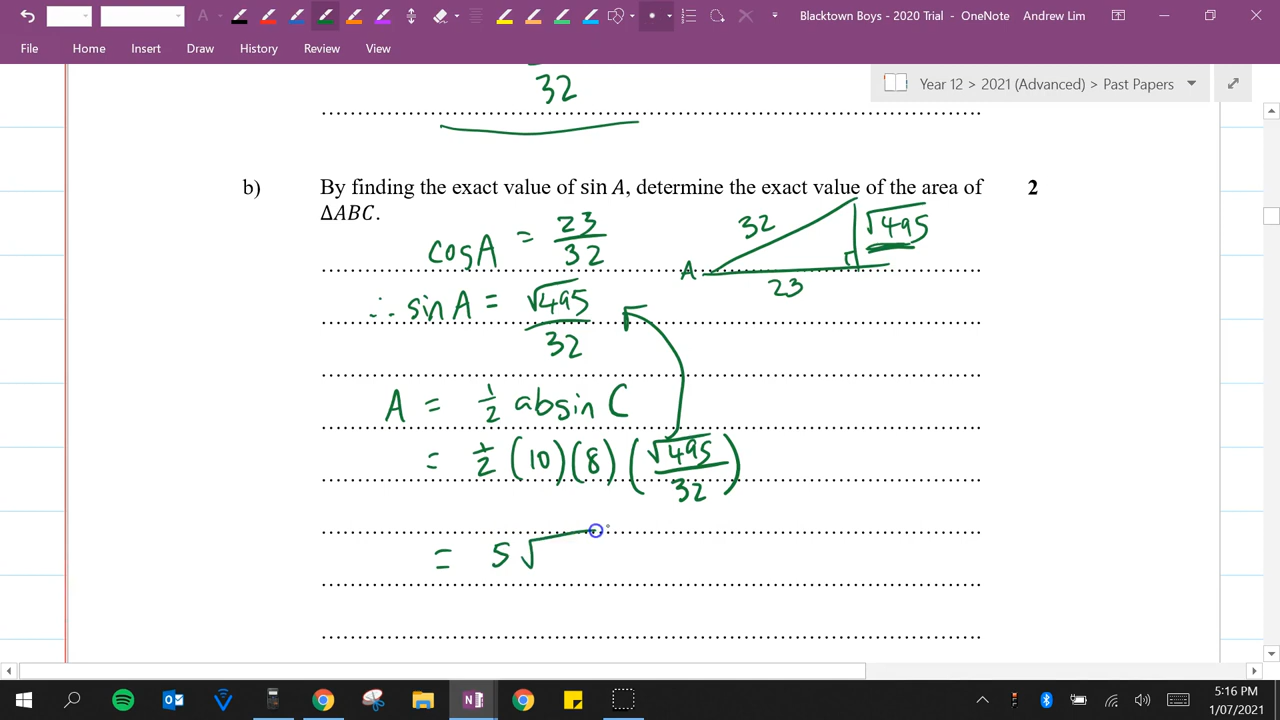 Blacktown Boys - 2020 Trial - OneNote Andrew Lim
File Home Insert Draw History Review View
Year 12 > 2021 (Advanced) > Past Papers
32
b) By finding the exact value of sin A, determine the exact value of the area of 2
ΔABC.
cosA = 23/32
32 √495
A 23
∴ sin A = √495/32
A = ½ absin C
= ½ (10)(8)(√495/32)
= 5√
5:16 PM
1/07/2021